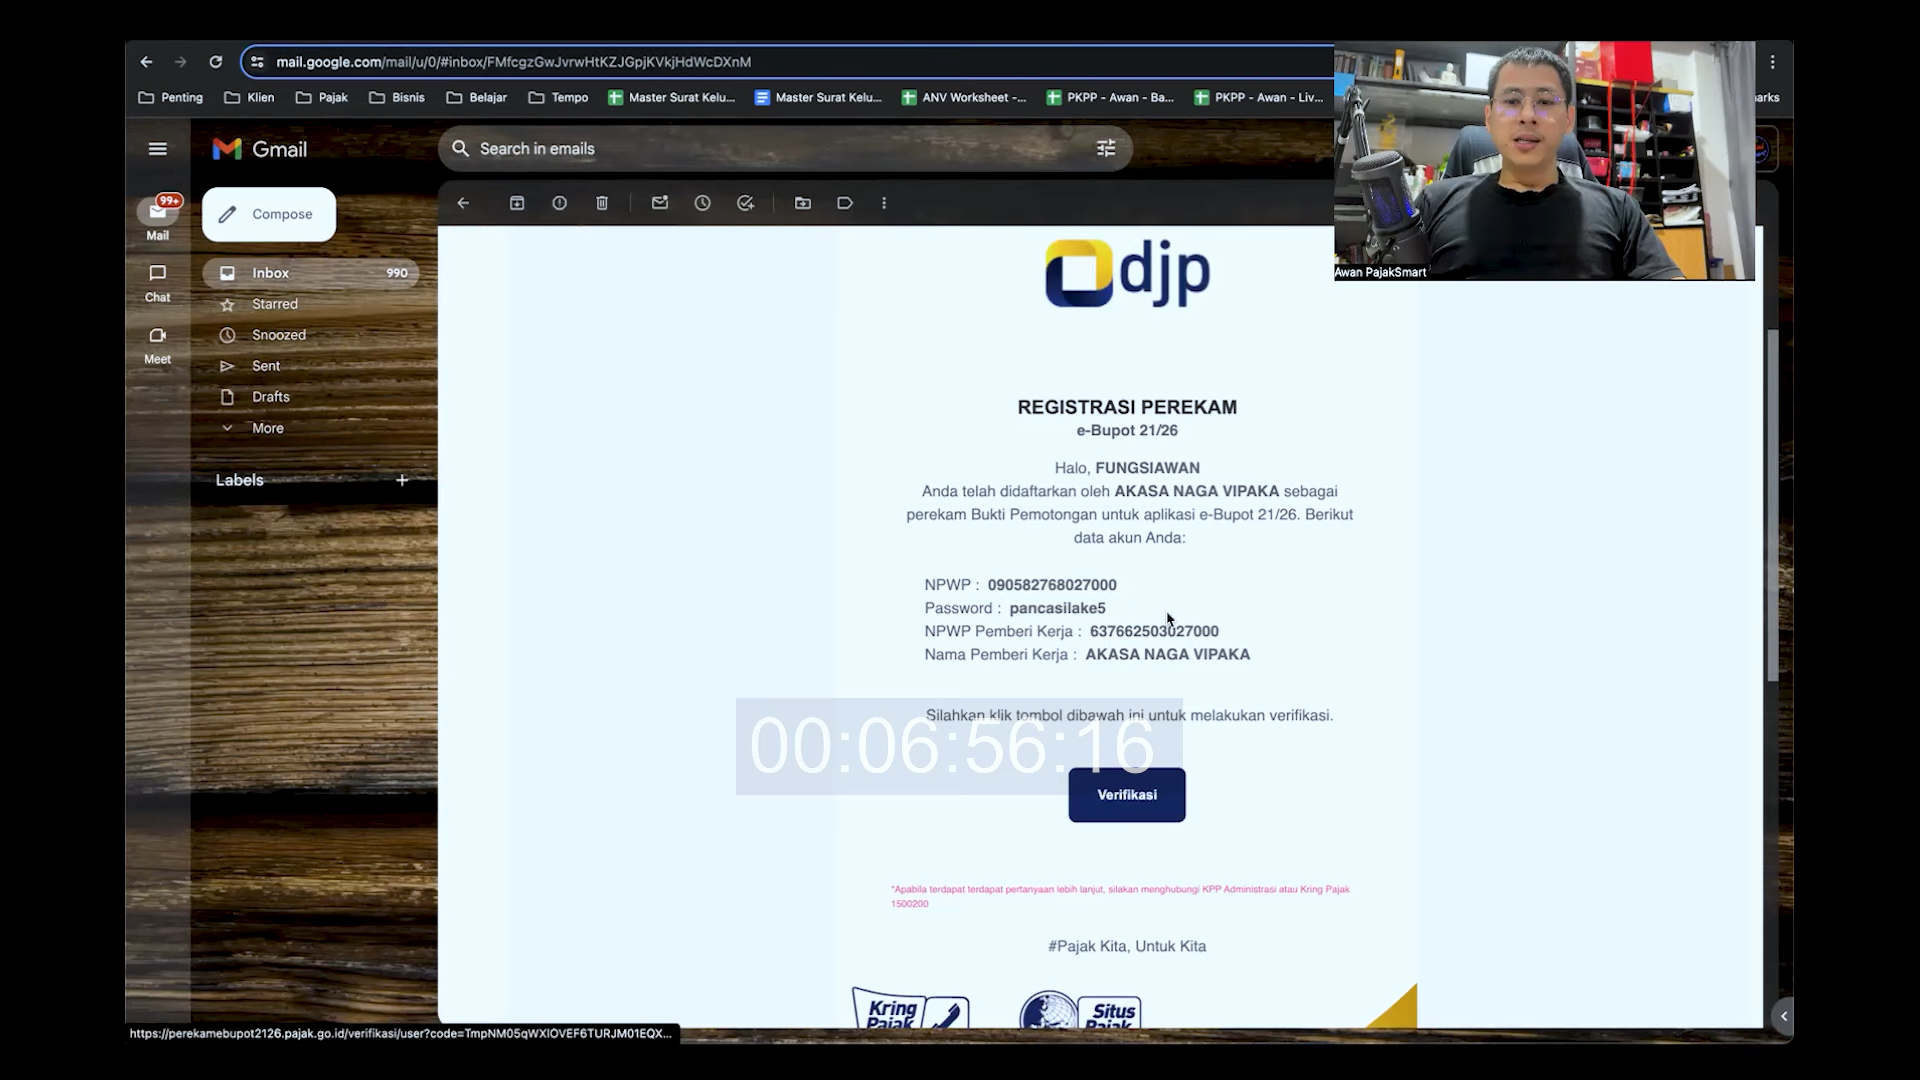 mail.google.com/mail/u/0/#inbox/FMfcgzGwJvrwHtKZJGpjKVkjHdWcDXnM
Penting
Klien
Pajak
Bisnis
Belajar
Tempo
Master Surat Kelu...
Master Surat Kelu...
ANV Worksheet -...
PKPP - Awan - Ba...
PKPP - Awan - Liv...
arks
Gmail
Search in emails
Awan PajakSmart
99+
Mail
Chat
Meet
Compose
Inbox 990
Starred
Snoozed
Sent
Drafts
More
Labels
djp
REGISTRASI PEREKAM
e-Bupot 21/26
Halo, FUNGSIAWAN
Anda telah didaftarkan oleh AKASA NAGA VIPAKA sebagai
perekam Bukti Pemotongan untuk aplikasi e-Bupot 21/26. Berikut
data akun Anda:
NPWP : 090582768027000
Password : pancasilake5
NPWP Pemberi Kerja : 637662503027000
Nama Pemberi Kerja : AKASA NAGA VIPAKA
Silahkan klik tombol dibawah ini untuk melakukan verifikasi.
00:06:56:16
Verifikasi
*Apabila terdapat terdapat pertanyaan lebih lanjut, silakan menghubungi KPP Administrasi atau Kring Pajak
1500200
#Pajak Kita, Untuk Kita
Kring
Pajak
Situs
Pajak
https://perekamebupot2126.pajak.go.id/verifikasi/user?code=TmpNM05qWXlOVEF6TURJM01EQX...